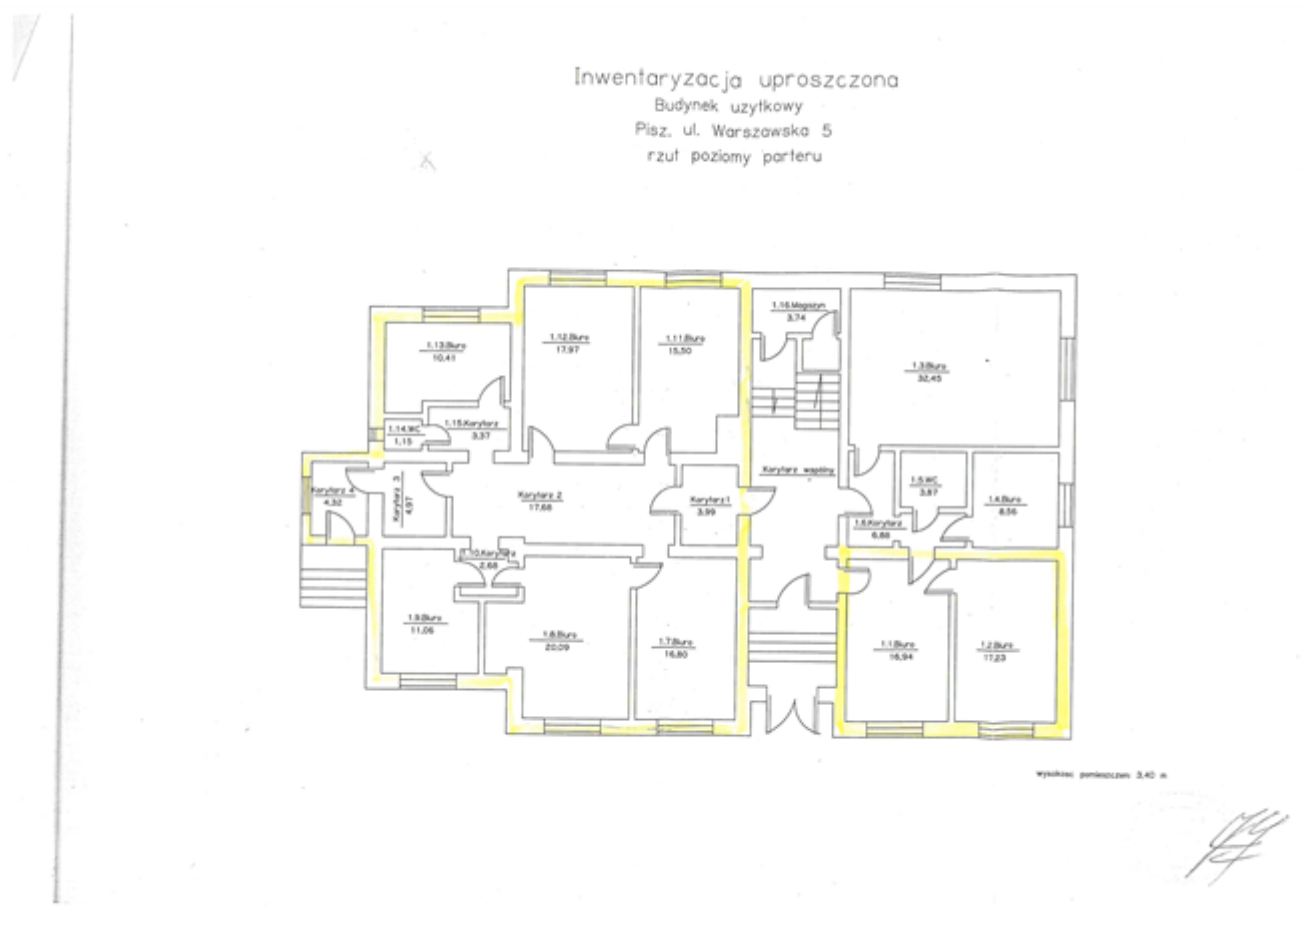 Inwentaryzacja uproszczona
Budynek uzytkowy
Pisz, ul. Warszawska 5
rzut poziomy parteru
1.16.Magazyn
3,74
1.12.Biuro
17,97
1.11.Biuro
15,50
1.13.Biuro
10,41
1.3.Biuro
32,45
1.14.WC
1,15
1.15.Korytarz
3,37
Korytarz wspólny
Korytarz 4
4,32
Korytarz 3
4,97
Korytarz 2
17,68
Korytarz 1
3,99
1.5.WC
3,87
1.4.Biuro
8,56
1.6.Korytarz
6,88
1.10.Korytarz
2,68
1.9.Biuro
11,06
1.8.Biuro
20,09
1.7.Biuro
16,80
1.1.Biuro
16,94
1.2.Biuro
17,23
wysokosc pomieszczen: 3,40 m